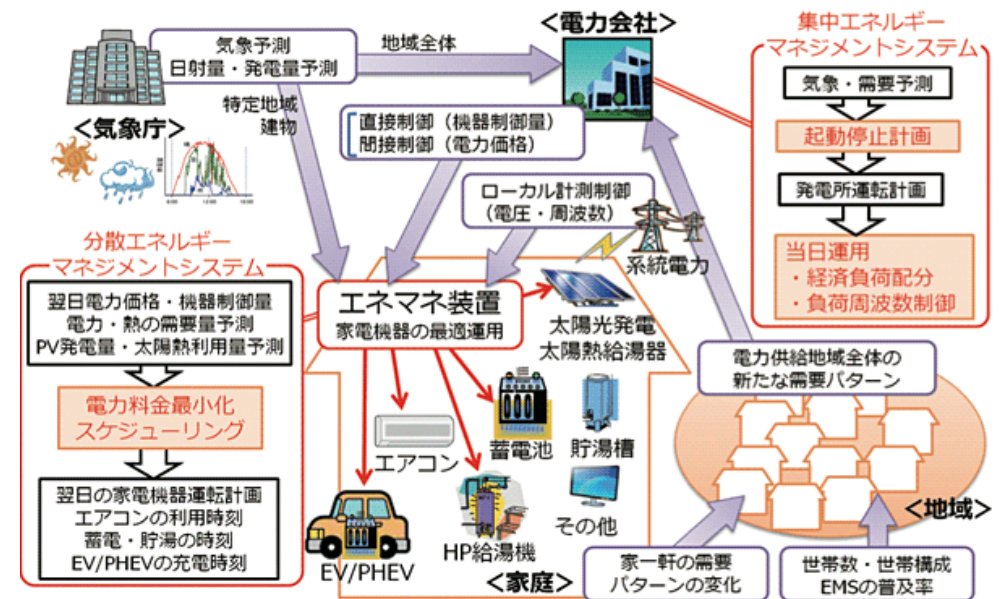 <電力会社>
集中エネルギー
マネジメントシステム
気象予測
日射量・発電量予測
地域全体
気象・需要予測
起動停止計画
発電所運転計画
当日運用
・経済負荷配分
・負荷周波数制御
特定地域
建物
<気象庁>
直接制御（機器制御量）
間接制御（電力価格）
ローカル計測制御
（電圧・周波数）
系統電力
分散エネルギー
マネジメントシステム
翌日電力価格・機器制御量
電力・熱の需要量予測
PV発電量・太陽熱利用量予測
電力料金最小化
スケジューリング
翌日の家電機器運転計画
エアコンの利用時刻
蓄電・貯湯の時刻
EV/PHEVの充電時刻
エネマネ装置
家電機器の最適運用
太陽光発電
太陽熱給湯器
エアコン
蓄電池
貯湯槽
EV/PHEV
HP給湯機
その他
<家庭>
電力供給地域全体の
新たな需要パターン
<地域>
家一軒の需要
パターンの変化
世帯数・世帯構成
EMSの普及率